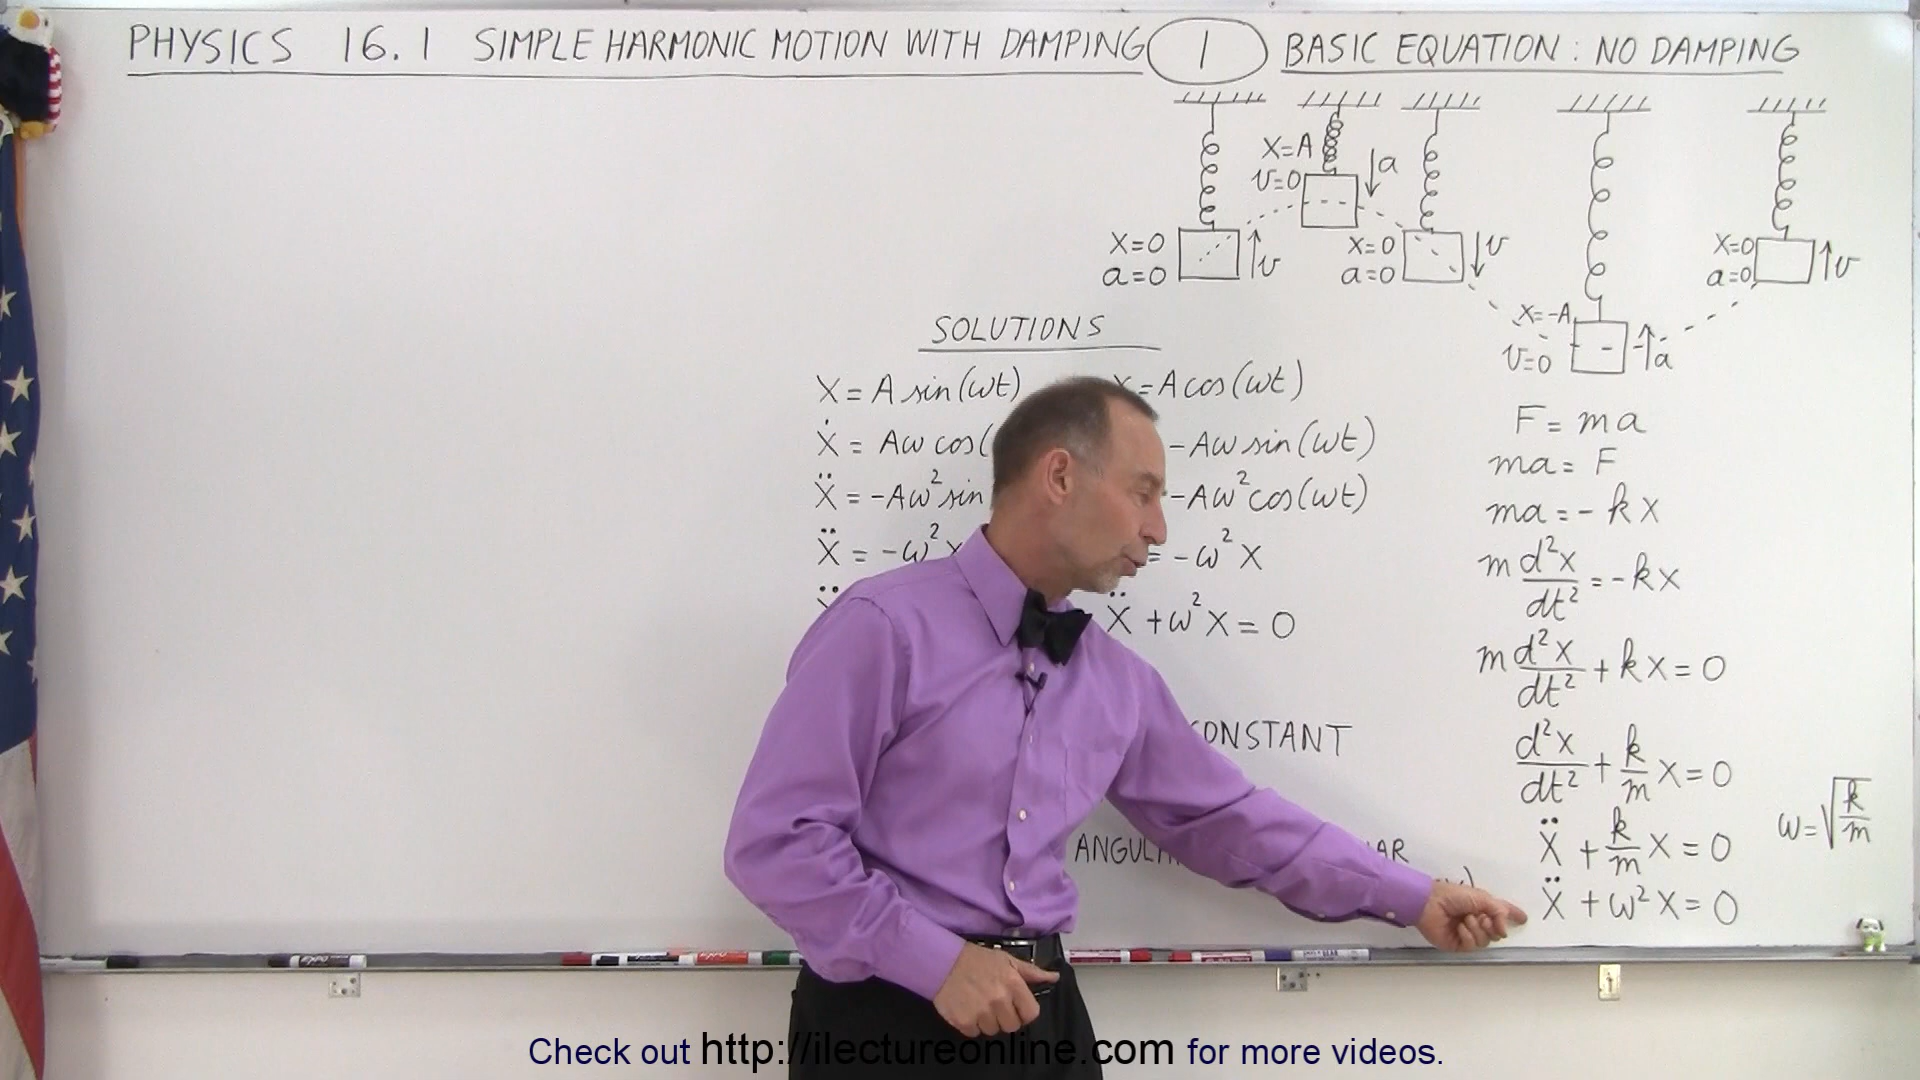 PHYSICS 16.1 SIMPLE HARMONIC MOTION WITH DAMPING 1 BASIC EQUATION: NO DAMPING
X=0
a=0
v
X=A
v=0
a
X=0
a=0
v
X=-A
v=0
a
X=0
a=0
v
SOLUTIONS
X = A sin(ωt)
Ẋ = Aω cos(
Ẍ = -Aω² sin
Ẍ = -ω² X
X = A cos(ωt)
-Aω sin(ωt)
-Aω² cos(ωt)
= -ω² X
Ẍ + ω² X = 0
F = ma
ma = F
ma = - kX
m d²x/dt² = -kX
m d²x/dt² + kX = 0
d²x/dt² + k/m X = 0
Ẍ + k/m X = 0
ω = √(k/m)
Ẍ + ω² X = 0
Check out http://ilectureonline.com for more videos.